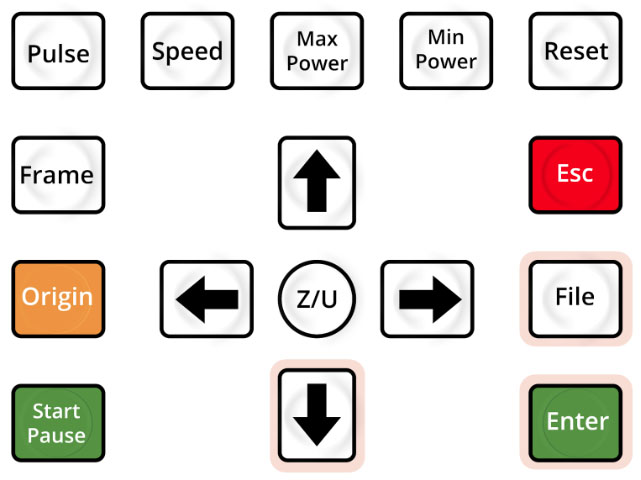 Pulse
Speed
Max
Power
Min
Power
Reset
Frame
Esc
Origin
Z/U
File
Start
Pause
Enter